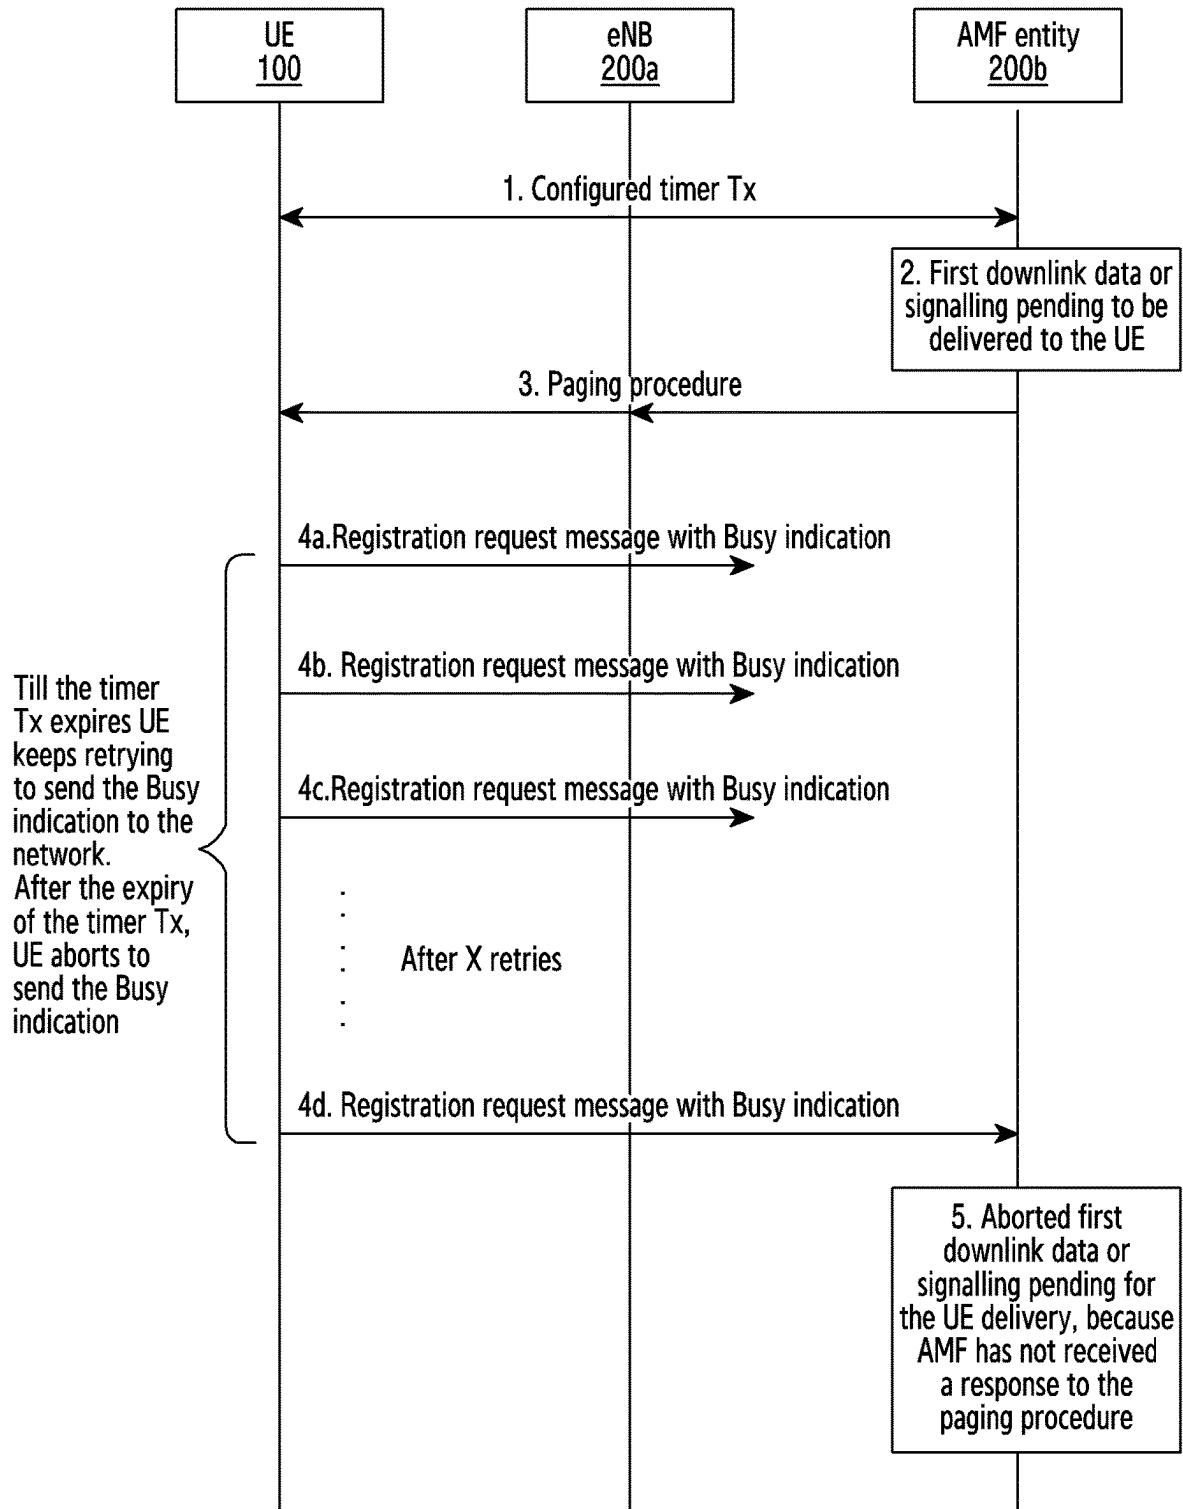 UE
100
eNB
200a
AMF entity
200b
1. Configured timer Tx
2. First downlink data or
signalling pending to be
delivered to the UE
3. Paging procedure
4a.Registration request message with Busy indication
4b. Registration request message with Busy indication
Till the timer
Tx expires UE
keeps retrying
to send the Busy
indication to the
network.
After the expiry
of the timer Tx,
UE aborts to
send the Busy
indication
4c.Registration request message with Busy indication
After X retries
4d. Registration request message with Busy indication
5. Aborted first
downlink data or
signalling pending for
the UE delivery, because
AMF has not received
a response to the
paging procedure